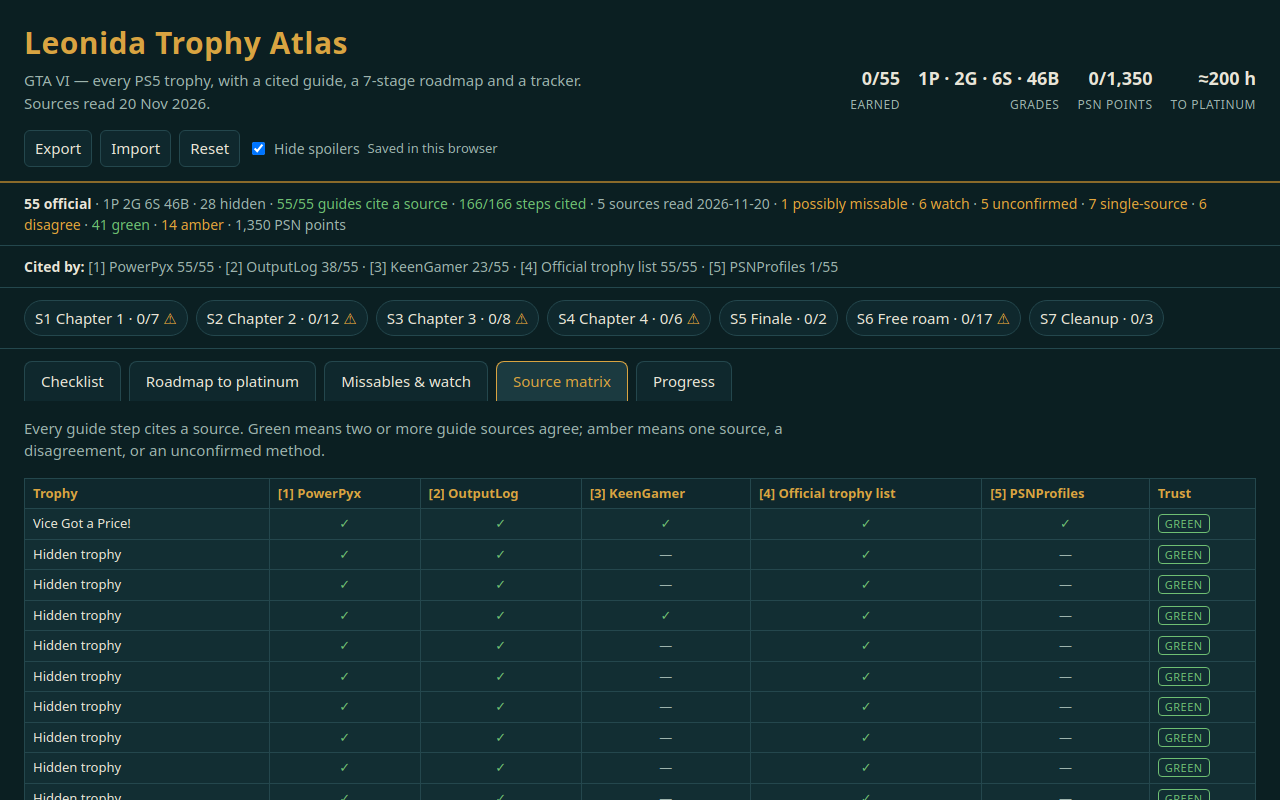 Leonida Trophy Atlas
GTA VI — every PS5 trophy, with a cited guide, a 7-stage roadmap and a tracker.
Sources read 20 Nov 2026.
0/55 EARNED
1P · 2G · 6S · 46B GRADES
0/1,350 PSN POINTS
≈200 h TO PLATINUM
Export Import Reset Hide spoilers Saved in this browser
55 official · 1P 2G 6S 46B · 28 hidden · 55/55 guides cite a source · 166/166 steps cited · 5 sources read 2026-11-20 · 1 possibly missable · 6 watch · 5 unconfirmed · 7 single-source · 6
disagree · 41 green · 14 amber · 1,350 PSN points
Cited by: [1] PowerPyx 55/55 · [2] OutputLog 38/55 · [3] KeenGamer 23/55 · [4] Official trophy list 55/55 · [5] PSNProfiles 1/55
S1 Chapter 1 · 0/7 ⚠ S2 Chapter 2 · 0/12 ⚠ S3 Chapter 3 · 0/8 ⚠ S4 Chapter 4 · 0/6 ⚠ S5 Finale · 0/2 S6 Free roam · 0/17 ⚠ S7 Cleanup · 0/3
Checklist Roadmap to platinum Missables & watch Source matrix Progress
Every guide step cites a source. Green means two or more guide sources agree; amber means one source, a
disagreement, or an unconfirmed method.
Trophy [1] PowerPyx [2] OutputLog [3] KeenGamer [4] Official trophy list [5] PSNProfiles Trust
Vice Got a Price! ✓ ✓ ✓ ✓ ✓ GREEN
Hidden trophy ✓ ✓ — ✓ — GREEN
Hidden trophy ✓ ✓ — ✓ — GREEN
Hidden trophy ✓ ✓ ✓ ✓ — GREEN
Hidden trophy ✓ ✓ — ✓ — GREEN
Hidden trophy ✓ ✓ — ✓ — GREEN
Hidden trophy ✓ ✓ — ✓ — GREEN
Hidden trophy ✓ ✓ — ✓ — GREEN
Hidden trophy ✓ ✓ — ✓ — GREEN
Hidden trophy ✓ ✓ — ✓ — GREEN